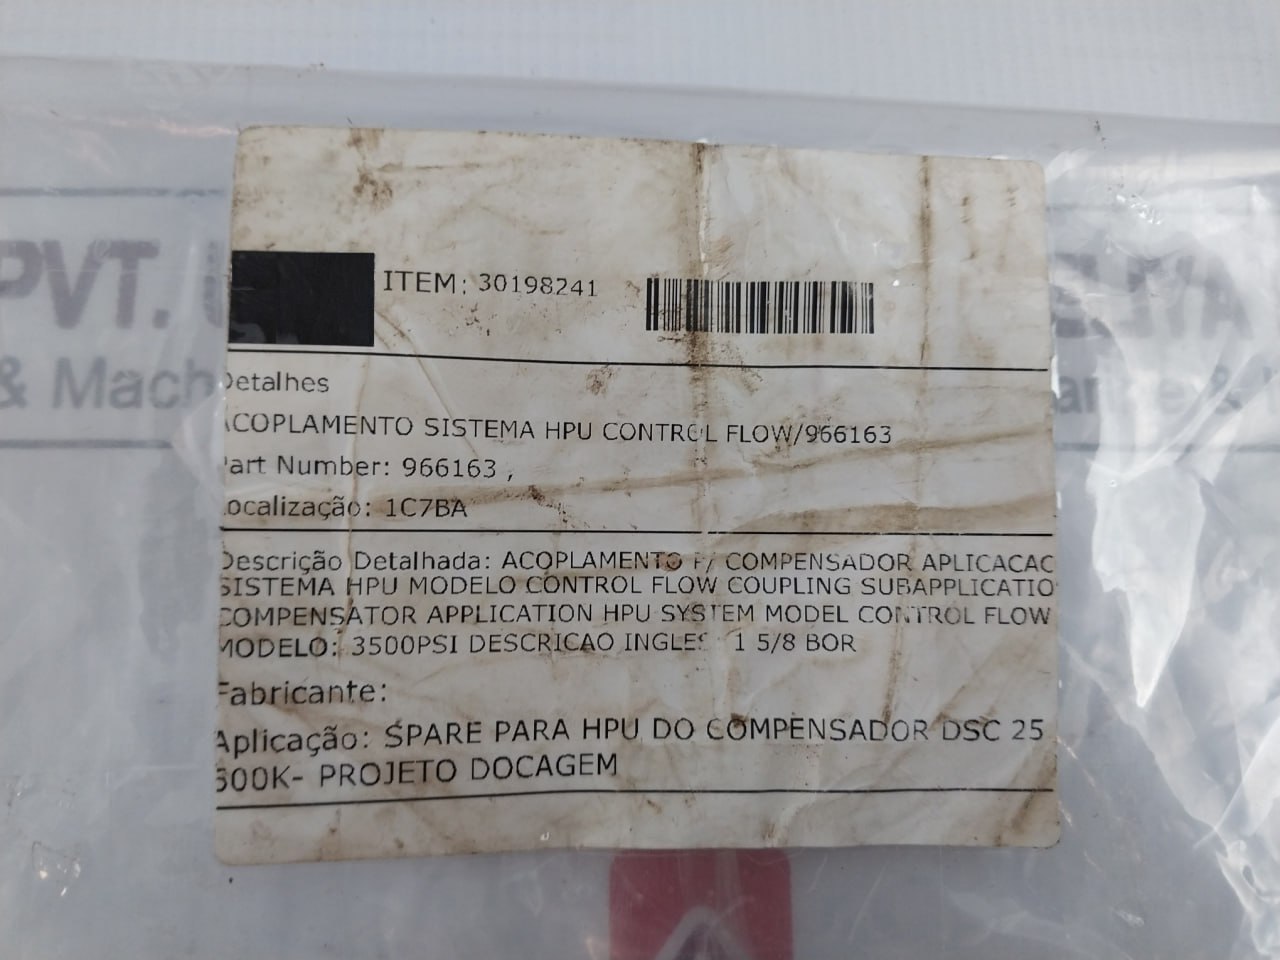 ITEM: 30198241
Detalhes
ACOPLAMENTO SISTEMA HPU CONTROL FLOW/966163
Part Number: 966163 ,
Localização: 1C7BA
Descrição Detalhada: ACOPLAMENTO P/ COMPENSADOR APLICACAC
SISTEMA HPU MODELO CONTROL FLOW COUPLING SUBAPPLICATIO
COMPENSATOR APPLICATION HPU SYSTEM MODEL CONTROL FLOW
MODELO: 3500PSI DESCRICAO INGLES 1 5/8 BOR
Fabricante:
Aplicação: SPARE PARA HPU DO COMPENSADOR DSC 25
500K- PROJETO DOCAGEM
PVT.
& Mach